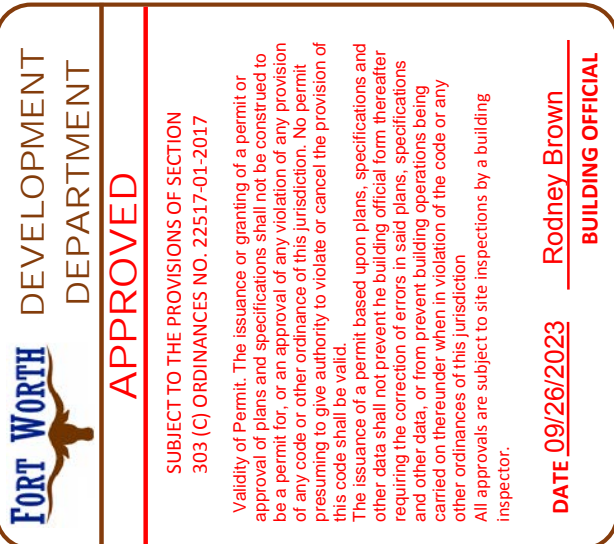 FORT WORTH
DEVELOPMENT
DEPARTMENT
APPROVED
SUBJECT TO THE PROVISIONS OF SECTION
303 (C) ORDINANCES NO. 22517-01-2017
Validity of Permit. The issuance or granting of a permit or
approval of plans and specifications shall not be construed to
be a permit for, or an approval of any violation of any provision
of any code or other ordinance of this jurisdiction. No permit
presuming to give authority to violate or cancel the provision of
this code shall be valid.
The issuance of a permit based upon plans, specifications and
other data shall not prevent he building official form thereafter
requiring the correction of errors in said plans, specifications
and other data, or from prevent building operations being
carried on thereunder when in violation of the code or any
other ordinances of this jurisdiction
All approvals are subject to site inspections by a building
inspector.
DATE 09/26/2023 Rodney Brown
BUILDING OFFICIAL